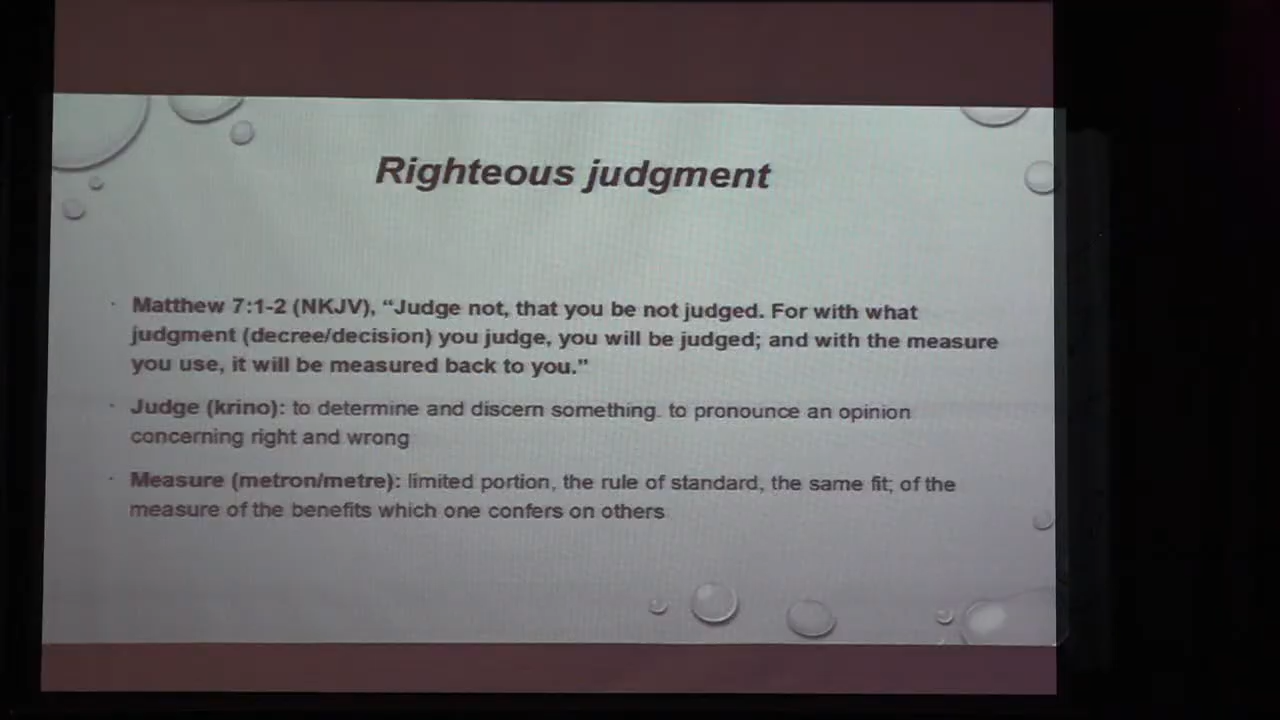 Righteous judgment
· Matthew 7:1-2 (NKJV), “Judge not, that you be not judged. For with what
judgment (decree/decision) you judge, you will be judged; and with the measure
you use, it will be measured back to you.”
· Judge (krino): to determine and discern something. to pronounce an opinion
concerning right and wrong
· Measure (metron/metre): limited portion, the rule of standard, the same fit; of the
measure of the benefits which one confers on others